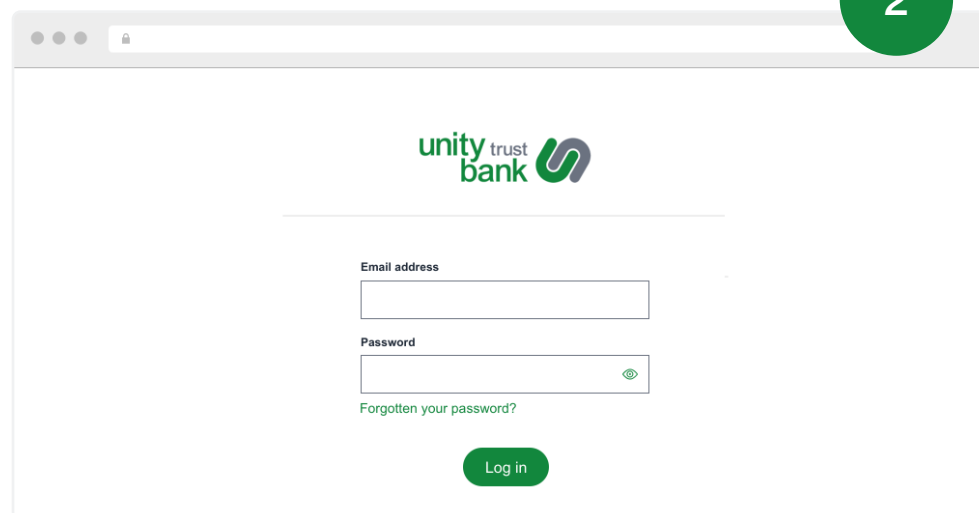 2
unity trust
bank
Email address
Password
Forgotten your password?
Log in